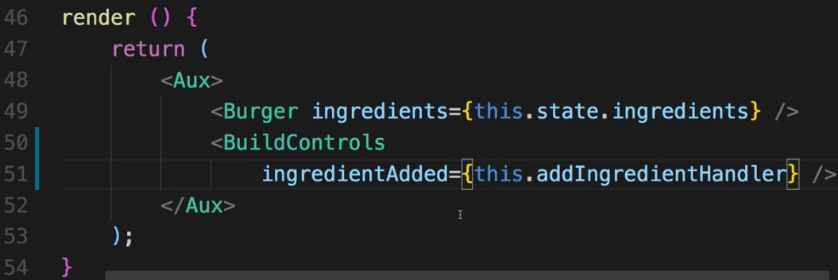 46 render () {
47 return (
48 <Aux>
49 <Burger ingredients={this.state.ingredients} />
50 <BuildControls
51 ingredientAdded={this.addIngredientHandler} />
52 </Aux>
53 );
54 }